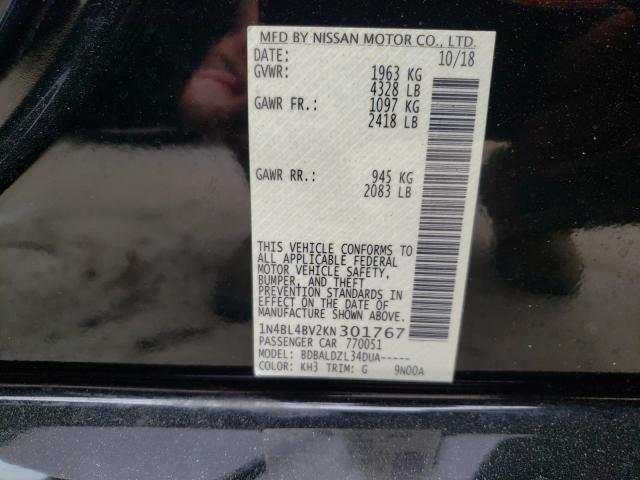 MFD BY NISSAN MOTOR CO., LTD.
DATE: 10/18
GVWR: 1963 KG
4328 LB
GAWR FR.: 1097 KG
2418 LB
GAWR RR.: 945 KG
2083 LB
THIS VEHICLE CONFORMS TO
ALL APPLICABLE FEDERAL
MOTOR VEHICLE SAFETY,
BUMPER, AND THEFT
PREVENTION STANDARDS IN
EFFECT ON THE DATE OF
MANUFACTURE SHOWN ABOVE.
1N4BL4BV2KN301767
PASSENGER CAR 770051
MODEL: BDBALDZL34DUA-----
COLOR: KH3 TRIM: G 9N00A